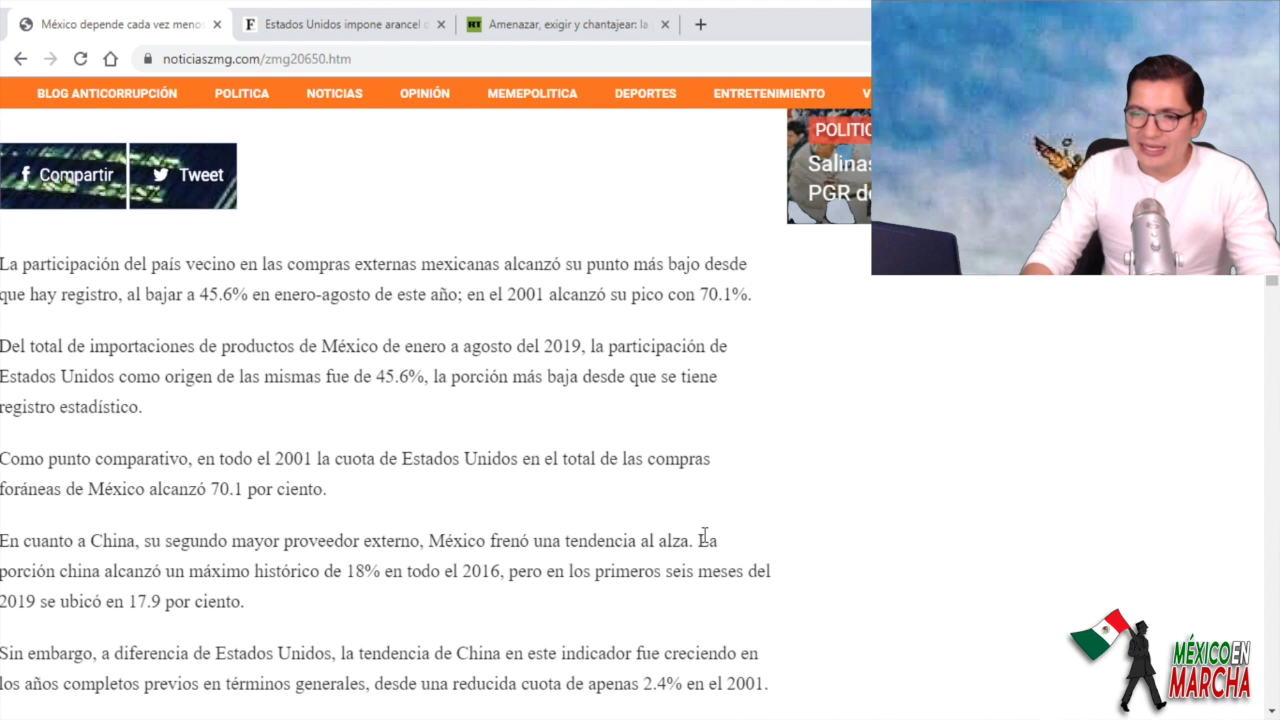 México depende cada vez menos
Estados Unidos impone arancel
RT
Amenazar, exigir y chantajear: la
noticiaszmg.com/zmg20650.htm
BLOG ANTICORRUPCIÓN
POLITICA
NOTICIAS
OPINIÓN
MEMEPOLITICA
DEPORTES
ENTRETENIMIENTO
V
Compartir
Tweet
POLITIC
Salinas
PGR de
La participación del país vecino en las compras externas mexicanas alcanzó su punto más bajo desde
que hay registro, al bajar a 45.6% en enero-agosto de este año; en el 2001 alcanzó su pico con 70.1%.
Del total de importaciones de productos de México de enero a agosto del 2019, la participación de
Estados Unidos como origen de las mismas fue de 45.6%, la porción más baja desde que se tiene
registro estadístico.
Como punto comparativo, en todo el 2001 la cuota de Estados Unidos en el total de las compras
foráneas de México alcanzó 70.1 por ciento.
En cuanto a China, su segundo mayor proveedor externo, México frenó una tendencia al alza. La
porción china alcanzó un máximo histórico de 18% en todo el 2016, pero en los primeros seis meses del
2019 se ubicó en 17.9 por ciento.
Sin embargo, a diferencia de Estados Unidos, la tendencia de China en este indicador fue creciendo en
los años completos previos en términos generales, desde una reducida cuota de apenas 2.4% en el 2001.
MÉXICO EN
MARCHA